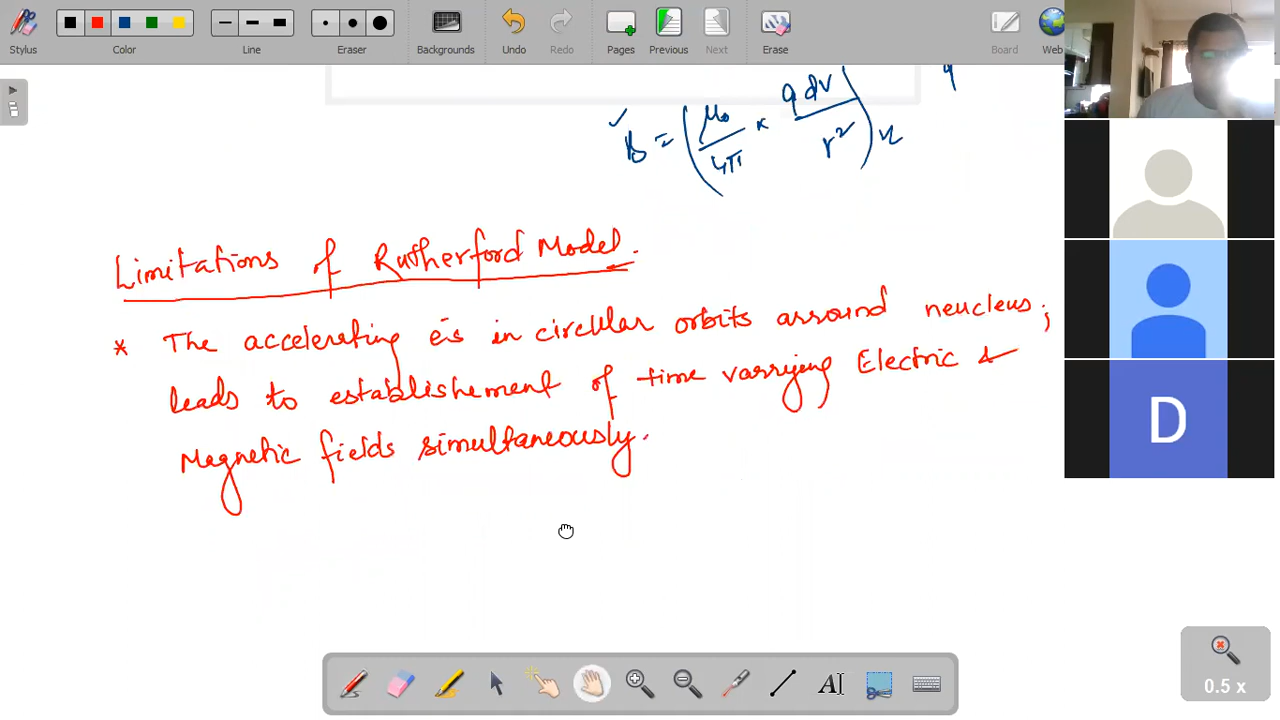 Stylus
Color
Line
Eraser
Backgrounds
Undo
Redo
Pages
Previous
Next
Erase
Board
Web
B = ( μ₀ / 4π × q dv / r² )
Limitations of Rutherford Model.
* The accelerating e⁻s in circular orbits arround neucleus;
leads to establishement of time varrying Electric &
Magnetic fields simultaneously.
D
0.5 x